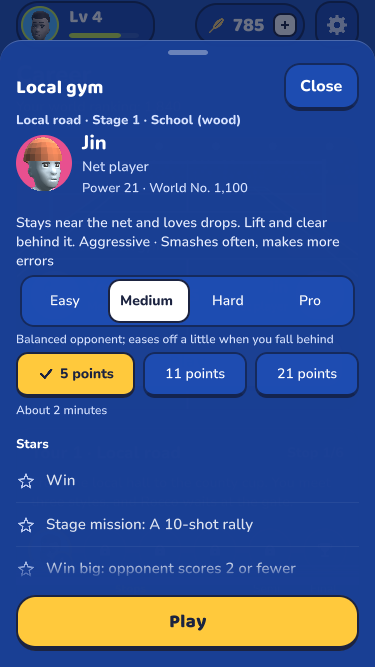 Lv 4
785
Local gym
Close
Local road · Stage 1 · School (wood)
Jin
Net player
Power 21 · World No. 1,100
Stays near the net and loves drops. Lift and clear
behind it. Aggressive · Smashes often, makes more
errors
Easy
Medium
Hard
Pro
Balanced opponent; eases off a little when you fall behind
5 points
11 points
21 points
About 2 minutes
Stars
Win
Stage mission: A 10-shot rally
Win big: opponent scores 2 or fewer
Play